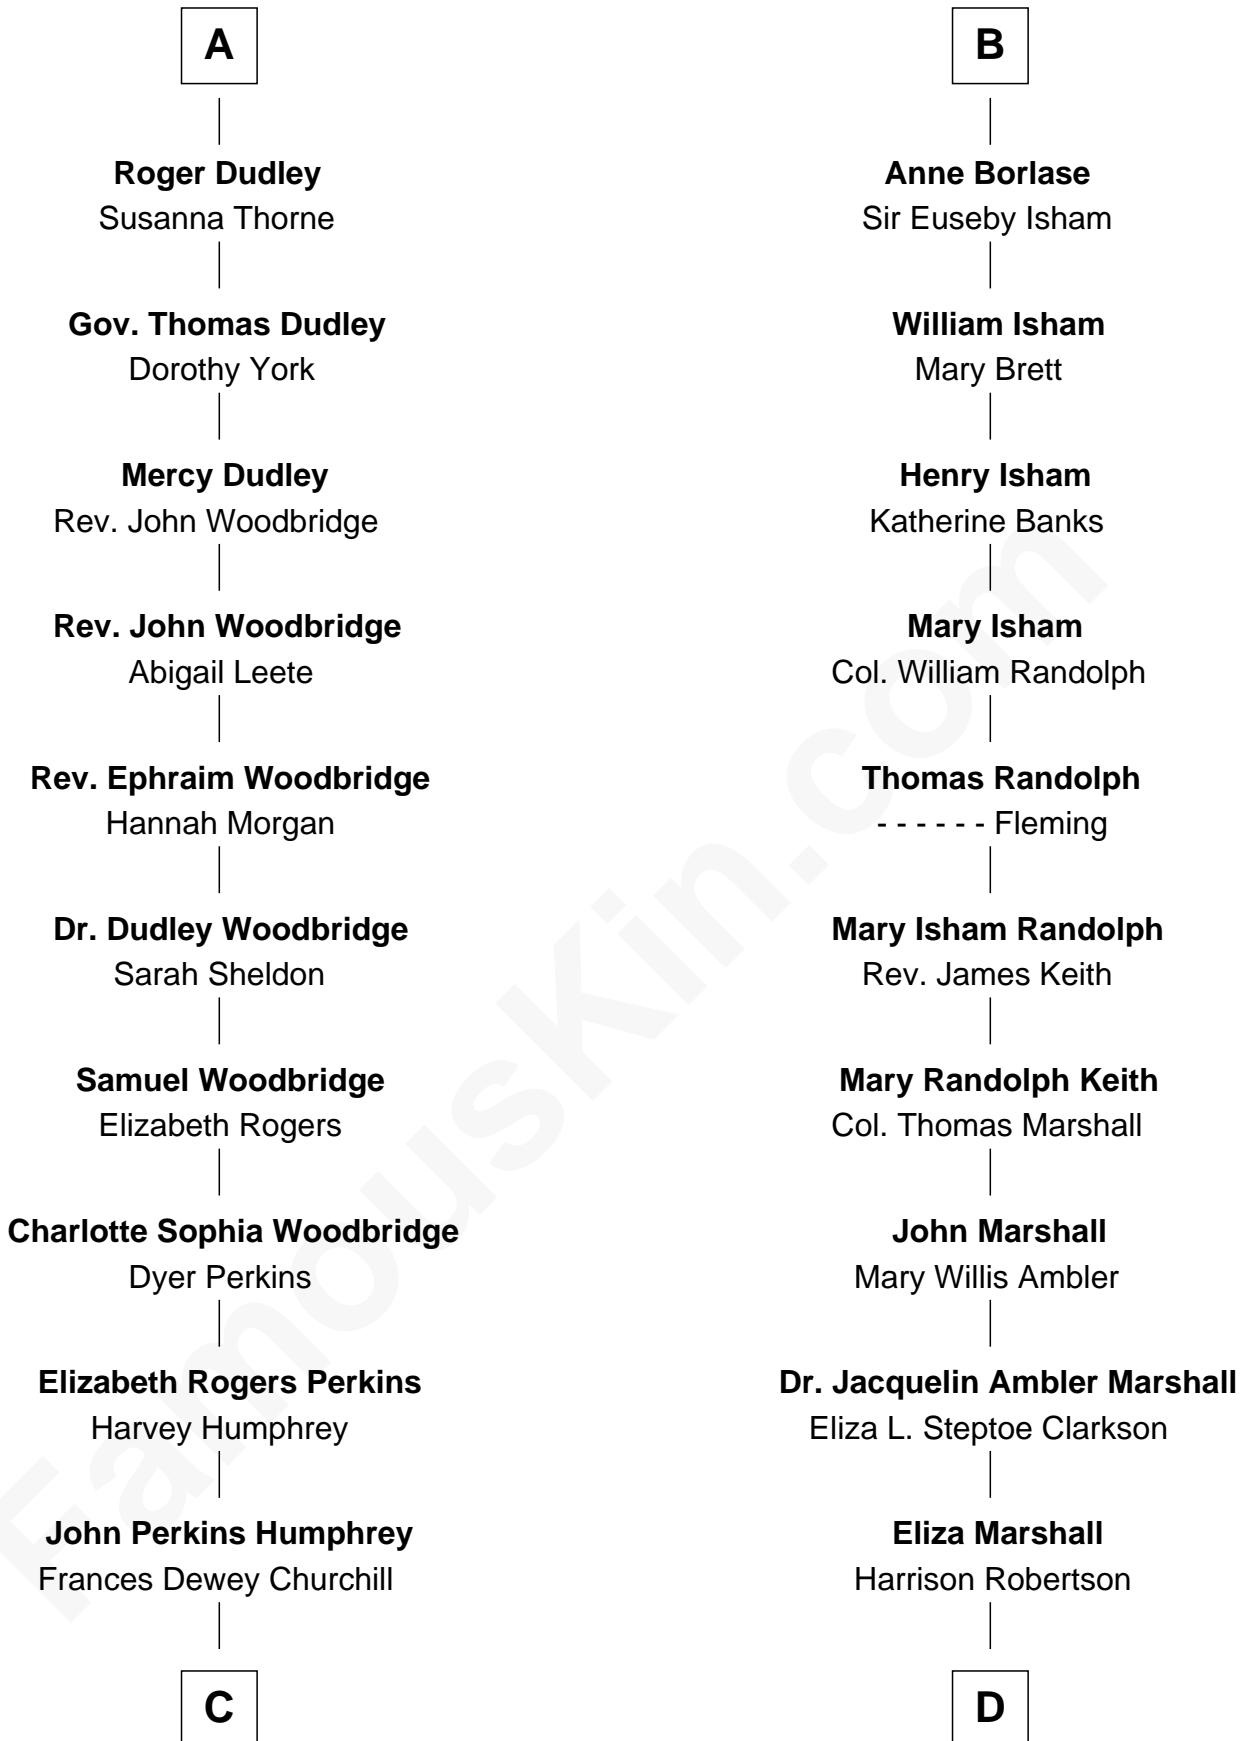 A
Roger Dudley
Susanna Thorne
Gov. Thomas Dudley
Dorothy York
Mercy Dudley
Rev. John Woodbridge
Rev. John Woodbridge
Abigail Leete
Rev. Ephraim Woodbridge
Hannah Morgan
Dr. Dudley Woodbridge
Sarah Sheldon
Samuel Woodbridge
Elizabeth Rogers
Charlotte Sophia Woodbridge
Dyer Perkins
Elizabeth Rogers Perkins
Harvey Humphrey
John Perkins Humphrey
Frances Dewey Churchill
C
B
Anne Borlase
Sir Euseby Isham
William Isham
Mary Brett
Henry Isham
Katherine Banks
Mary Isham
Col. William Randolph
Thomas Randolph
- - - - - - Fleming
Mary Isham Randolph
Rev. James Keith
Mary Randolph Keith
Col. Thomas Marshall
John Marshall
Mary Willis Ambler
Dr. Jacquelin Ambler Marshall
Eliza L. Steptoe Clarkson
Eliza Marshall
Harrison Robertson
D
FamousKin.com